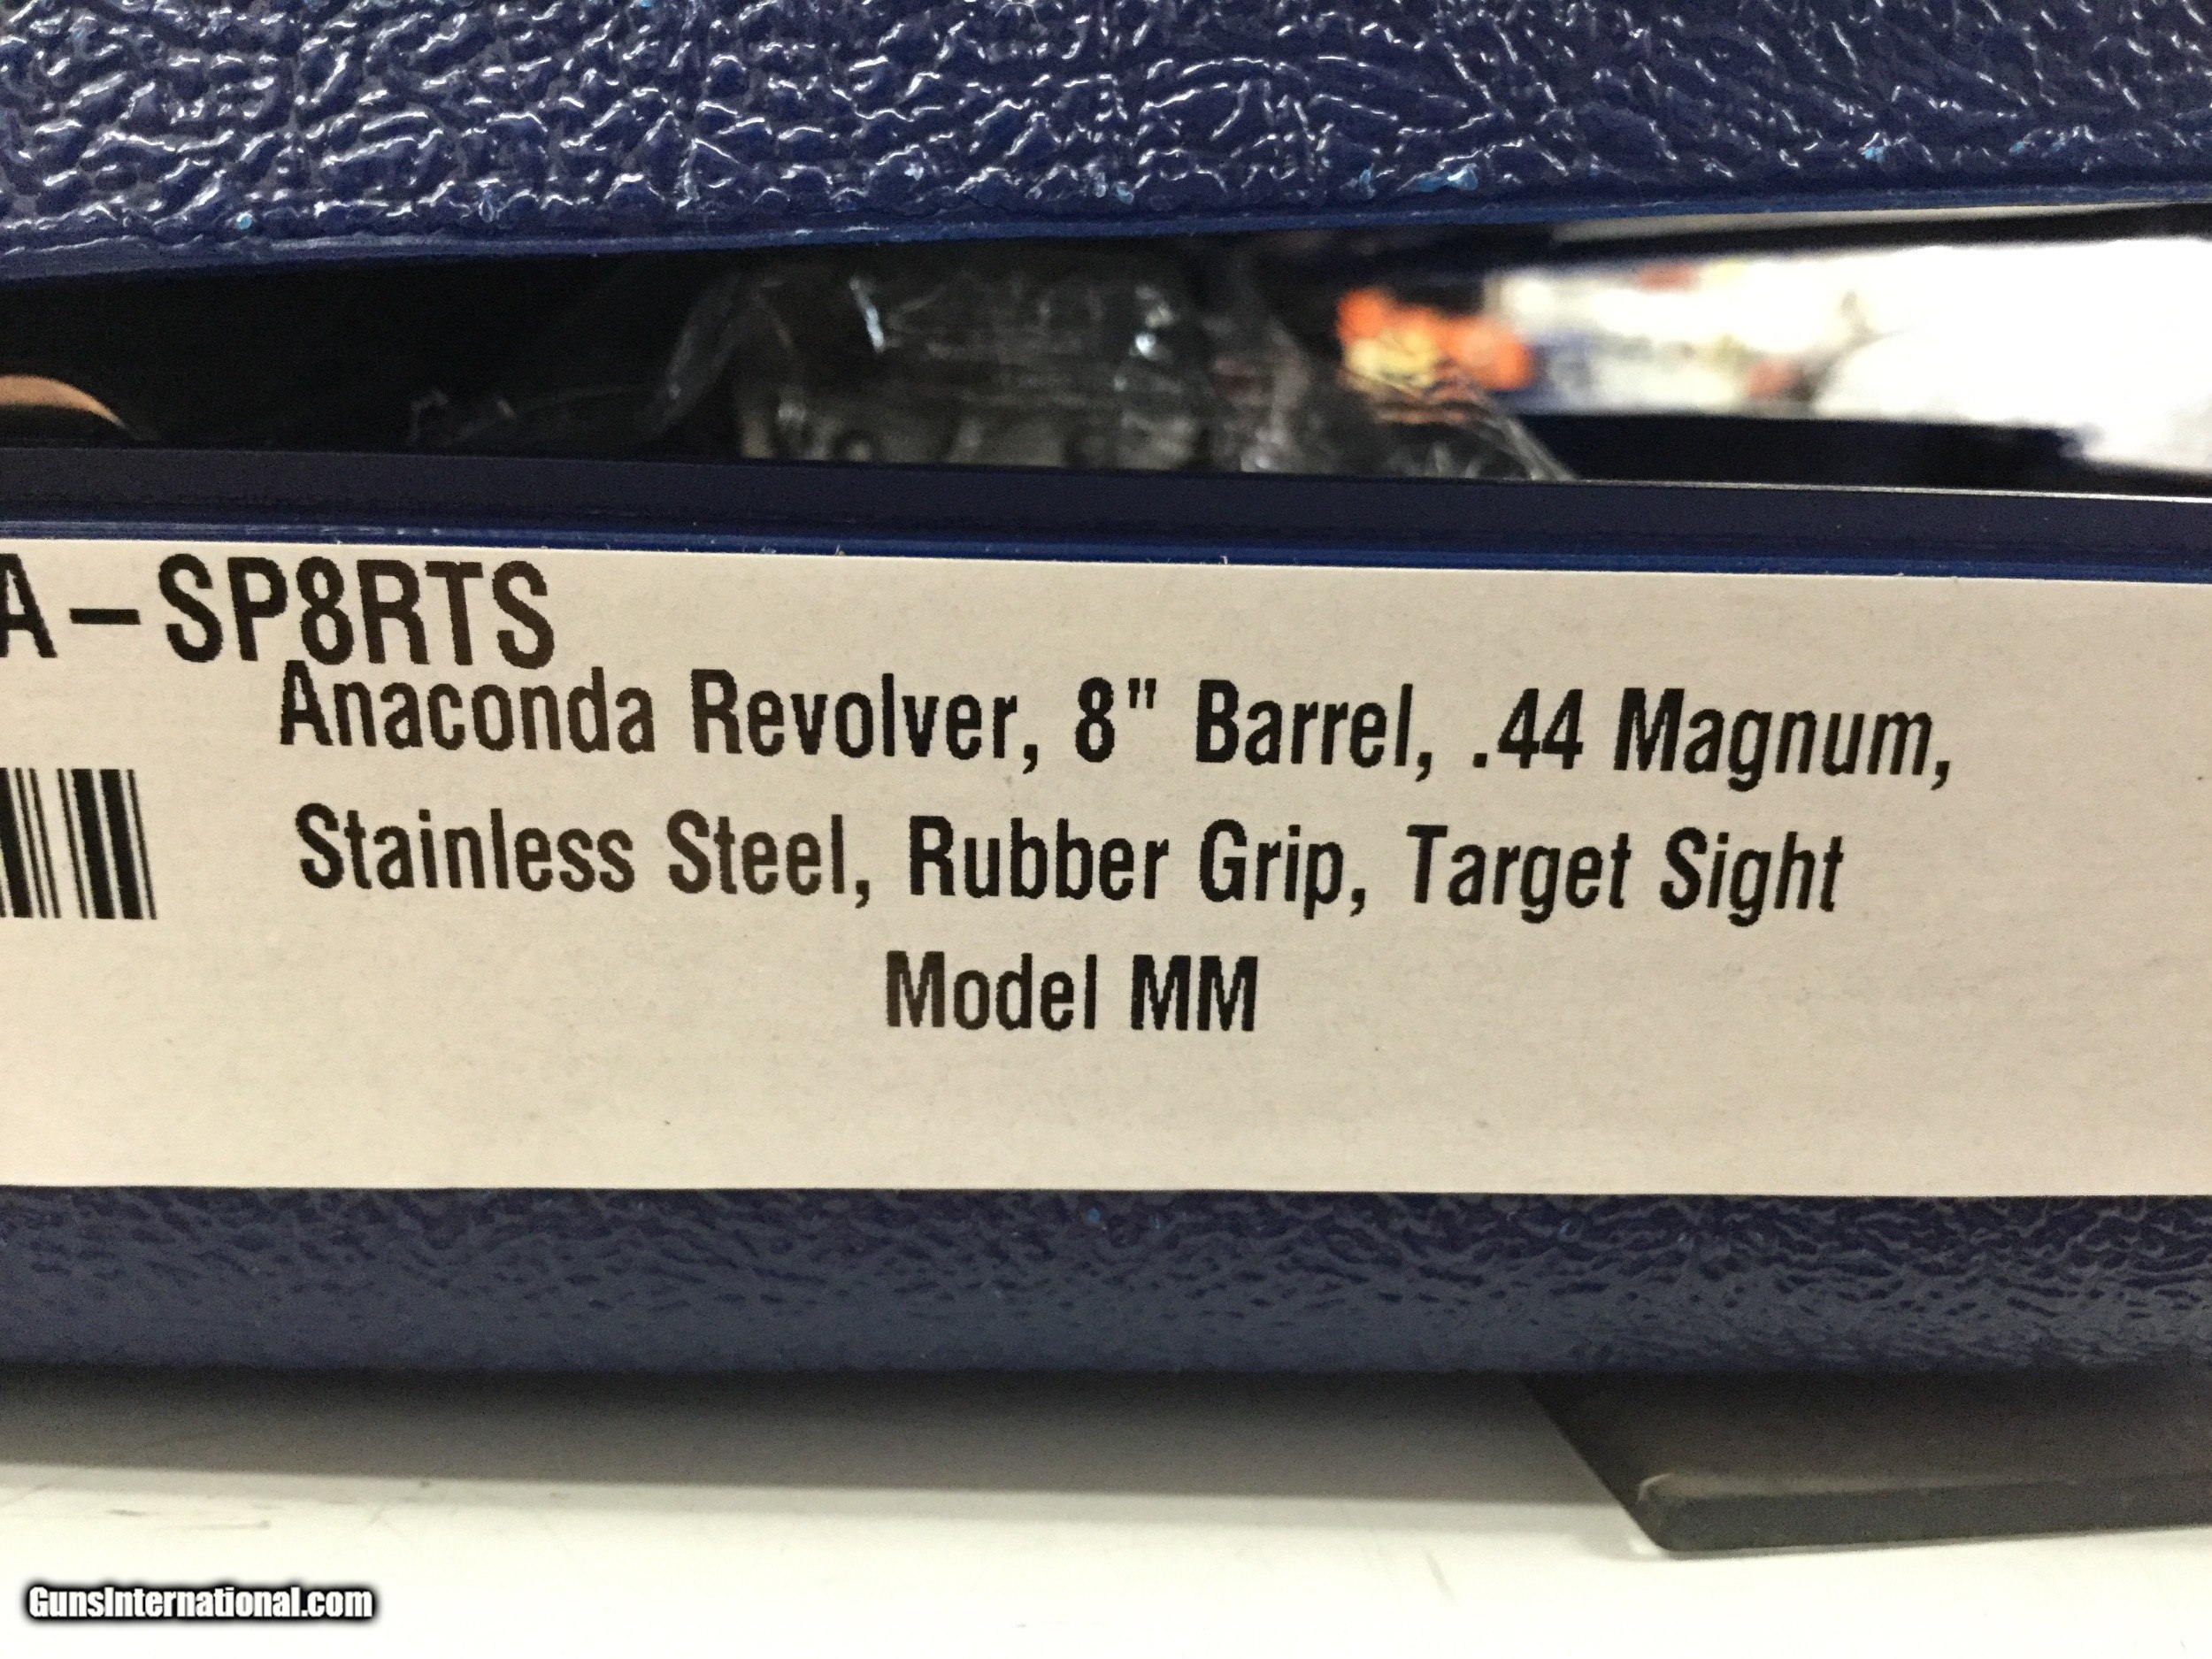 A-SP8RTS
Anaconda Revolver, 8" Barrel, .44 Magnum,
Stainless Steel, Rubber Grip, Target Sight
Model MM
GunsInternational.com